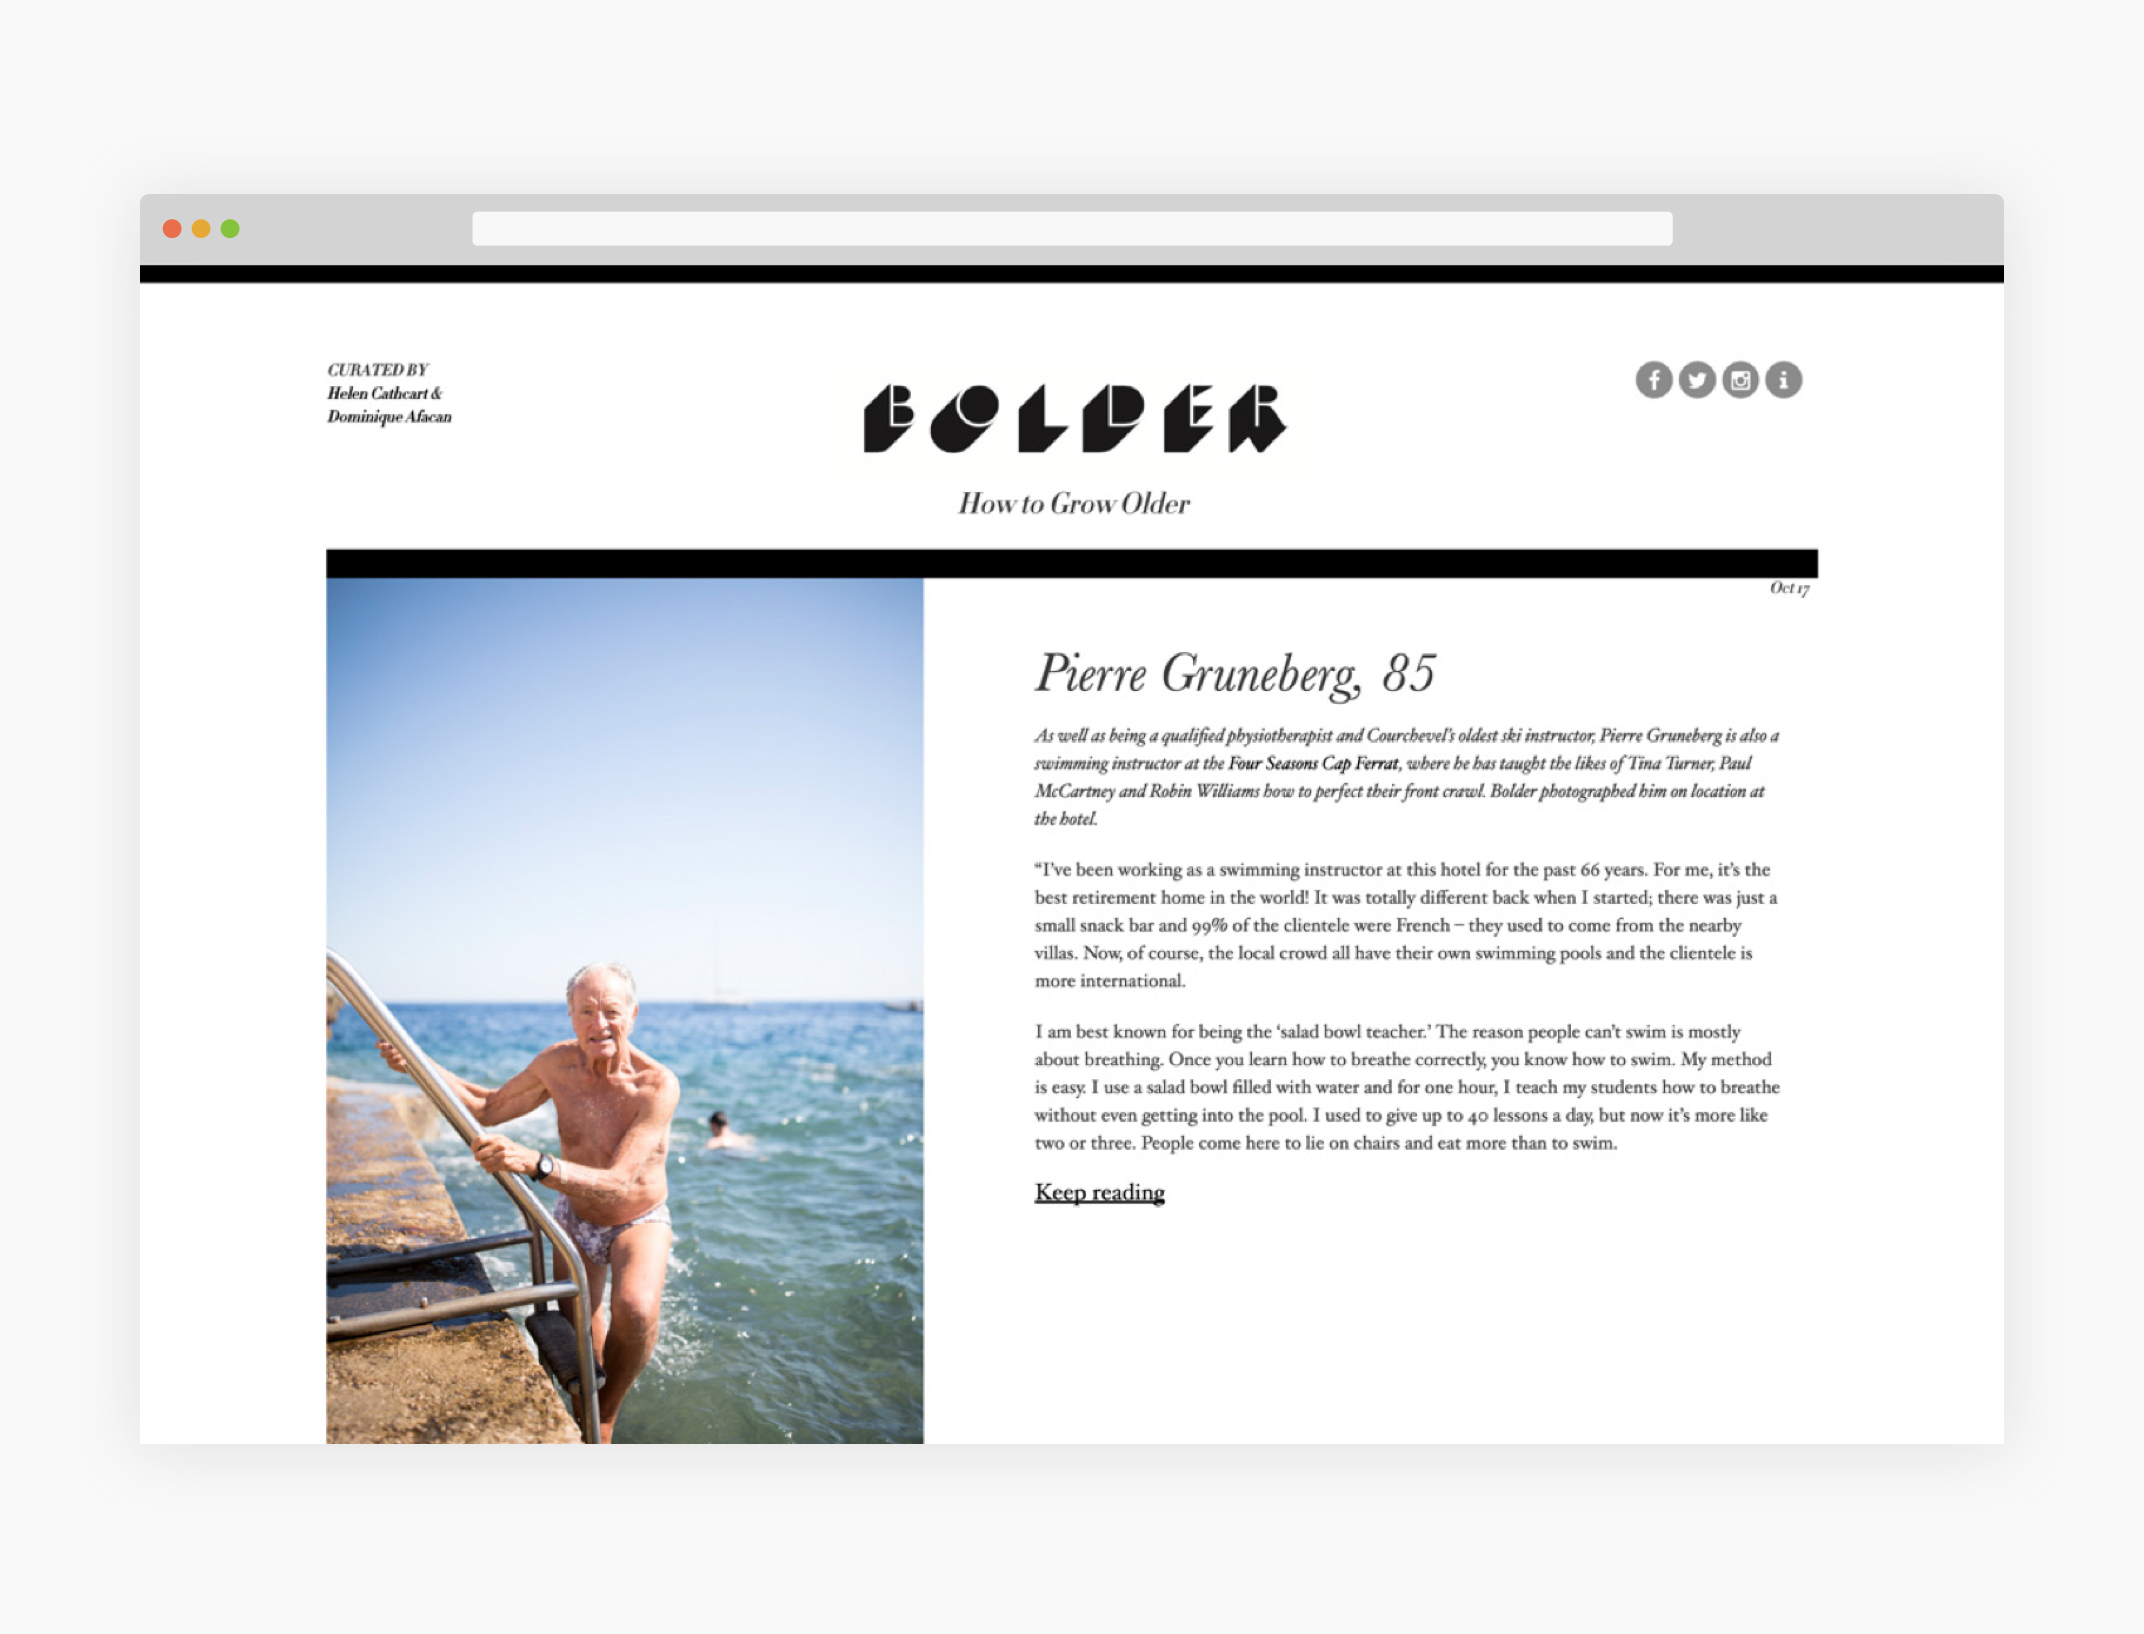 CURATED BY
Helen Cathcart &
Dominique Afacan
BOLDER
How to Grow Older
Oct 17
Pierre Gruneberg, 85
As well as being a qualified physiotherapist and Courchevel's oldest ski instructor, Pierre Gruneberg is also a
swimming instructor at the Four Seasons Cap Ferrat, where he has taught the likes of Tina Turner, Paul
McCartney and Robin Williams how to perfect their front crawl. Bolder photographed him on location at
the hotel.
“I’ve been working as a swimming instructor at this hotel for the past 66 years. For me, it’s the
best retirement home in the world! It was totally different back when I started; there was just a
small snack bar and 99% of the clientele were French – they used to come from the nearby
villas. Now, of course, the local crowd all have their own swimming pools and the clientele is
more international.
I am best known for being the ‘salad bowl teacher.’ The reason people can’t swim is mostly
about breathing. Once you learn how to breathe correctly, you know how to swim. My method
is easy. I use a salad bowl filled with water and for one hour, I teach my students how to breathe
without even getting into the pool. I used to give up to 40 lessons a day, but now it’s more like
two or three. People come here to lie on chairs and eat more than to swim.
Keep reading